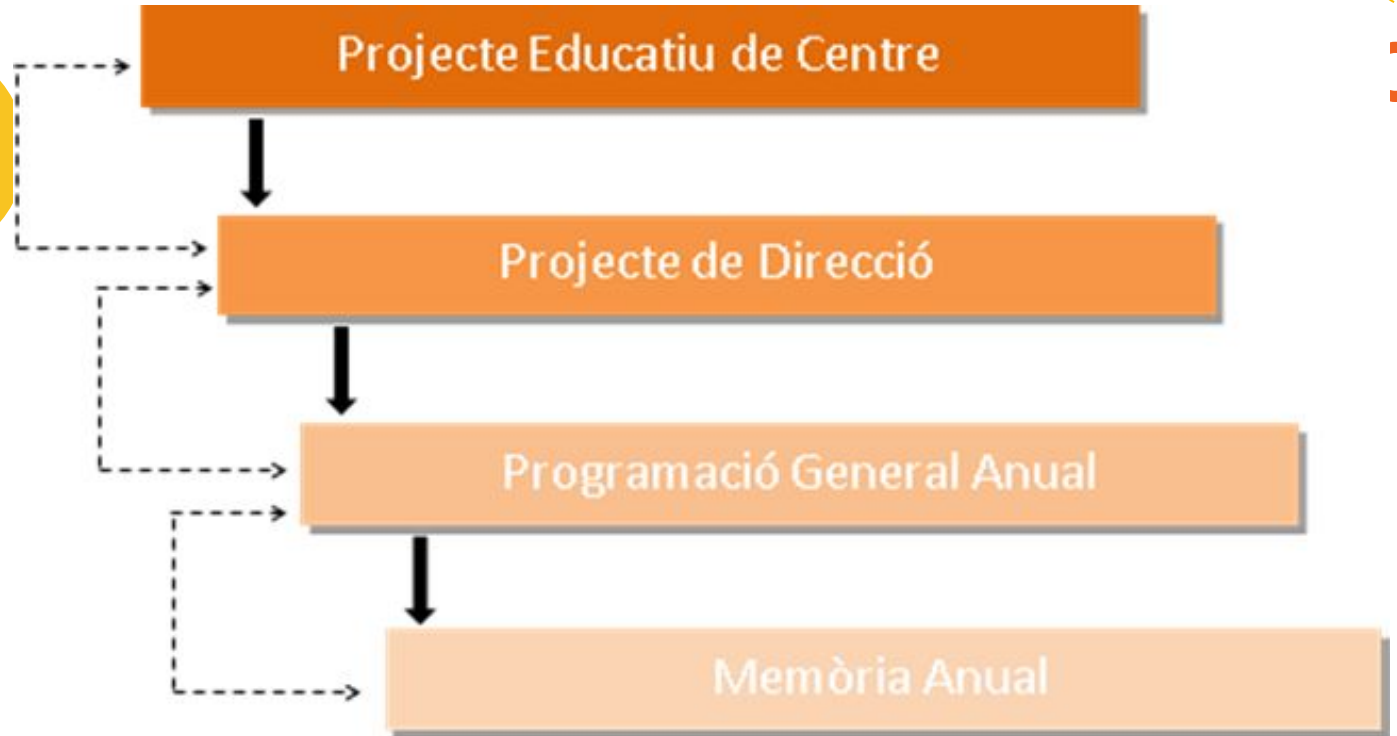 Projecte Educatiu de Centre
Projecte de Direcció
Programació General Anual
Memòria Anual